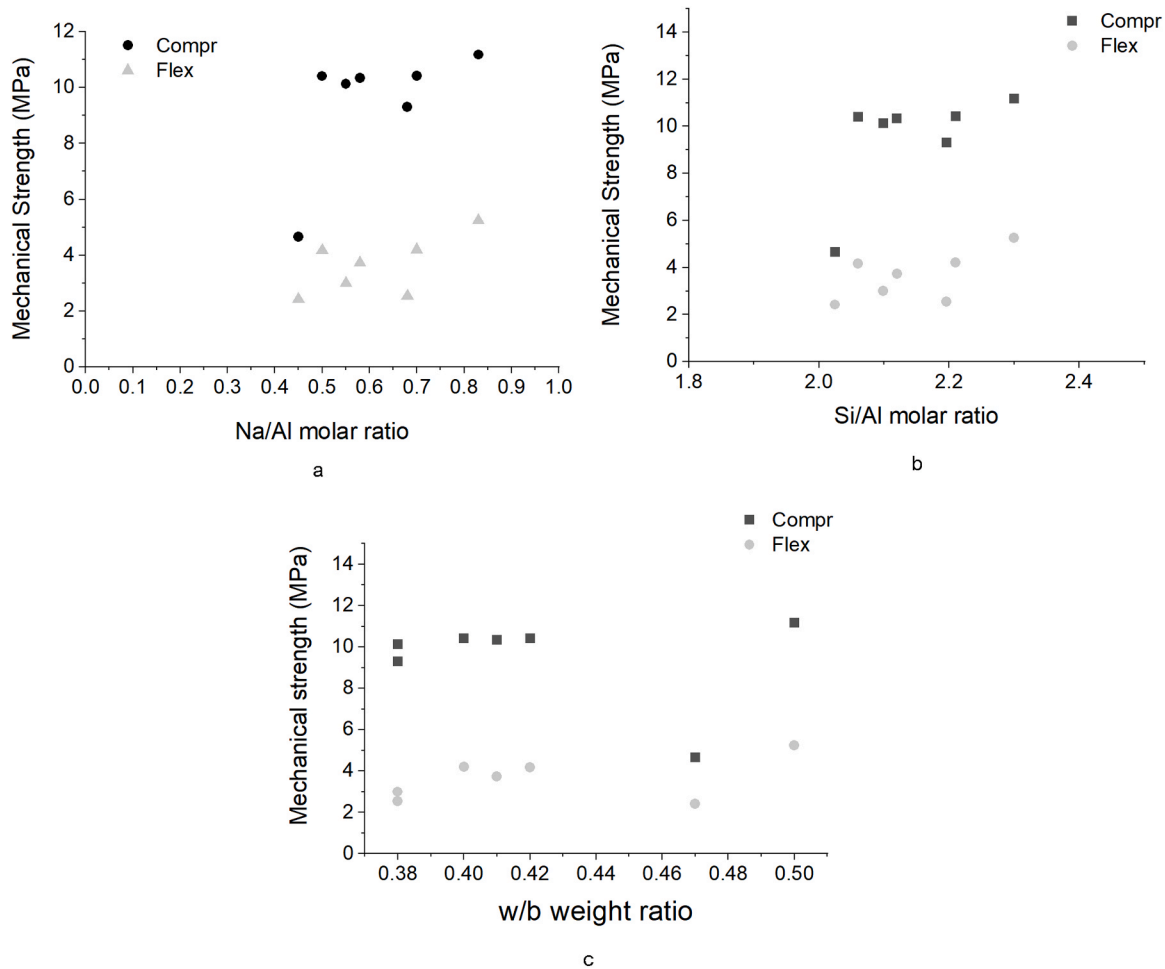 Compr
Flex
Mechanical Strength (MPa)
12
10
8
6
4
2
0
0.0 0.1 0.2 0.3 0.4 0.5 0.6 0.7 0.8 0.9 1.0
Na/Al molar ratio
a
Compr
Flex
Mechanical Strength (MPa)
14
12
10
8
6
4
2
0
1.8 2.0 2.2 2.4
Si/Al molar ratio
b
Compr
Flex
Mechanical strength (MPa)
14
12
10
8
6
4
2
0
0.38 0.40 0.42 0.44 0.46 0.48 0.50
w/b weight ratio
c